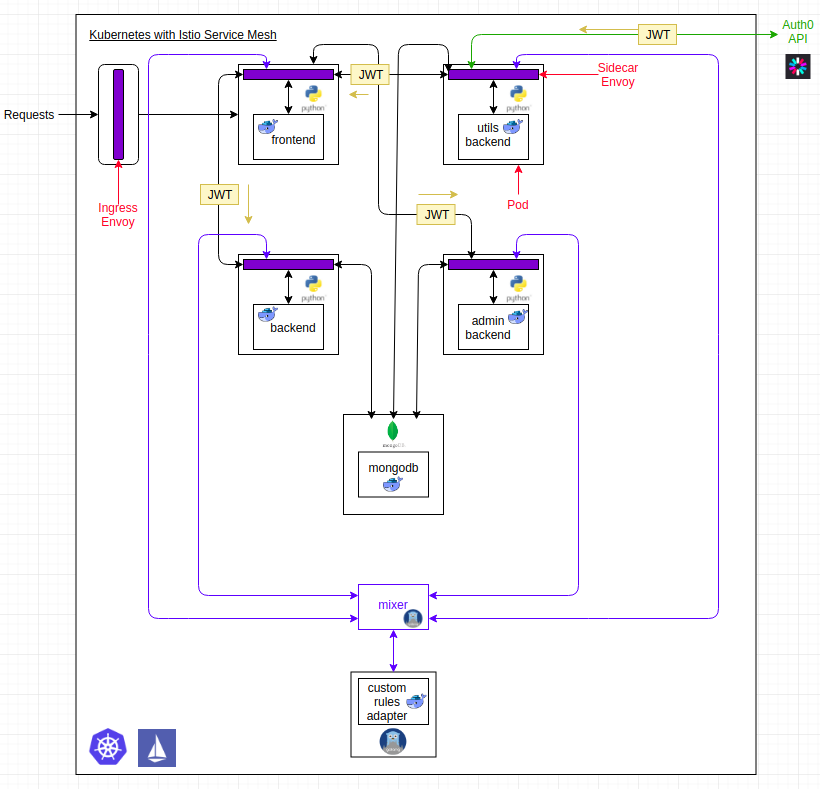 Kubernetes with Istio Service Mesh
JWT
Auth0
API
JWT
Sidecar
Envoy
python
python
Requests
frontend
utils
backend
JWT
JWT
Pod
Ingress
Envoy
python
python
backend
admin
backend
mongoDB
mongodb
mixer
custom
rules
adapter